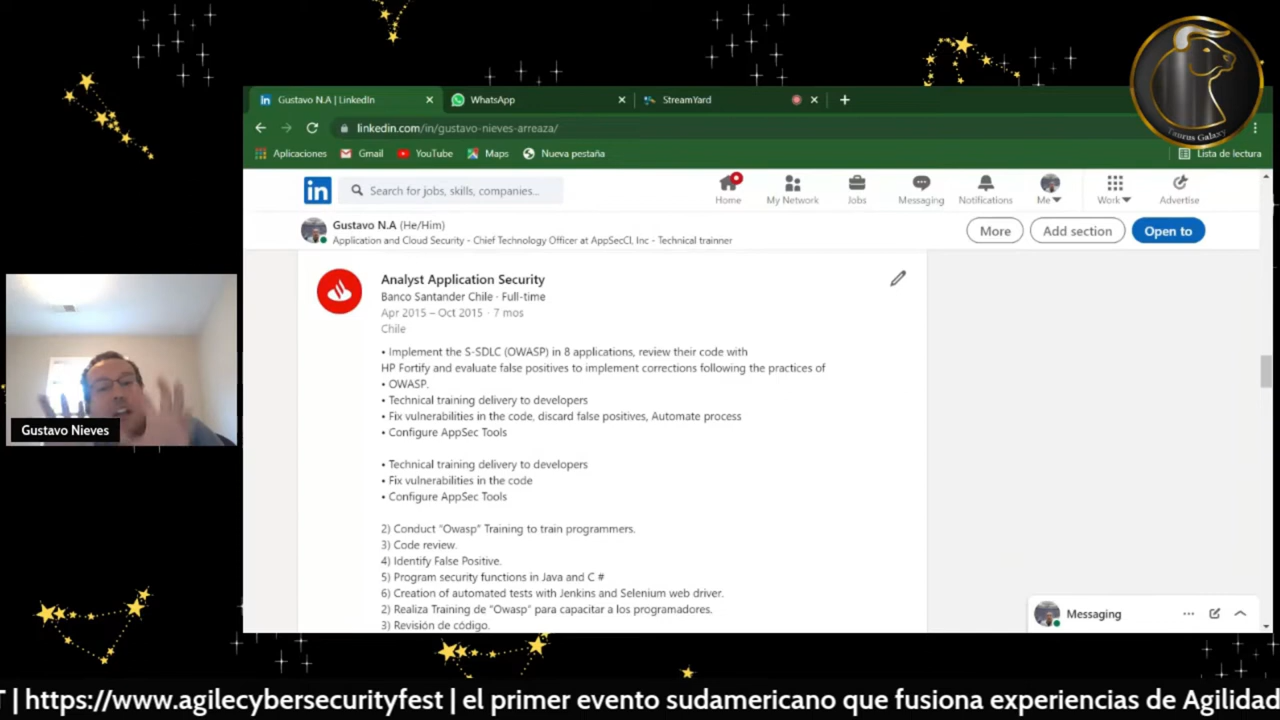 Taurus Galaxy
Gustavo N.A | LinkedIn
WhatsApp
StreamYard
linkedin.com/in/gustavo-nieves-arreaza/
Aplicaciones
Gmail
YouTube
Maps
Nueva pestaña
Lista de lectura
in
Search for jobs, skills, companies...
Home
My Network
Jobs
Messaging
Notifications
Me
Work
Advertise
Gustavo N.A (He/Him)
Application and Cloud Security - Chief Technology Officer at AppSecCl, Inc - Technical trainner
More
Add section
Open to
Analyst Application Security
Banco Santander Chile · Full-time
Apr 2015 – Oct 2015 · 7 mos
Chile
• Implement the S-SDLC (OWASP) in 8 applications, review their code with
HP Fortify and evaluate false positives to implement corrections following the practices of
• OWASP.
• Technical training delivery to developers
• Fix vulnerabilities in the code, discard false positives, Automate process
• Configure AppSec Tools
• Technical training delivery to developers
• Fix vulnerabilities in the code
• Configure AppSec Tools
2) Conduct "Owasp" Training to train programmers.
3) Code review.
4) Identify False Positive.
5) Program security functions in Java and C #
6) Creation of automated tests with Jenkins and Selenium web driver.
2) Realiza Training de "Owasp" para capacitar a los programadores.
3) Revisión de código.
Messaging
Gustavo Nieves
T | https://www.agilecybersecurityfest | el primer evento sudamericano que fusiona experiencias de Agilidad